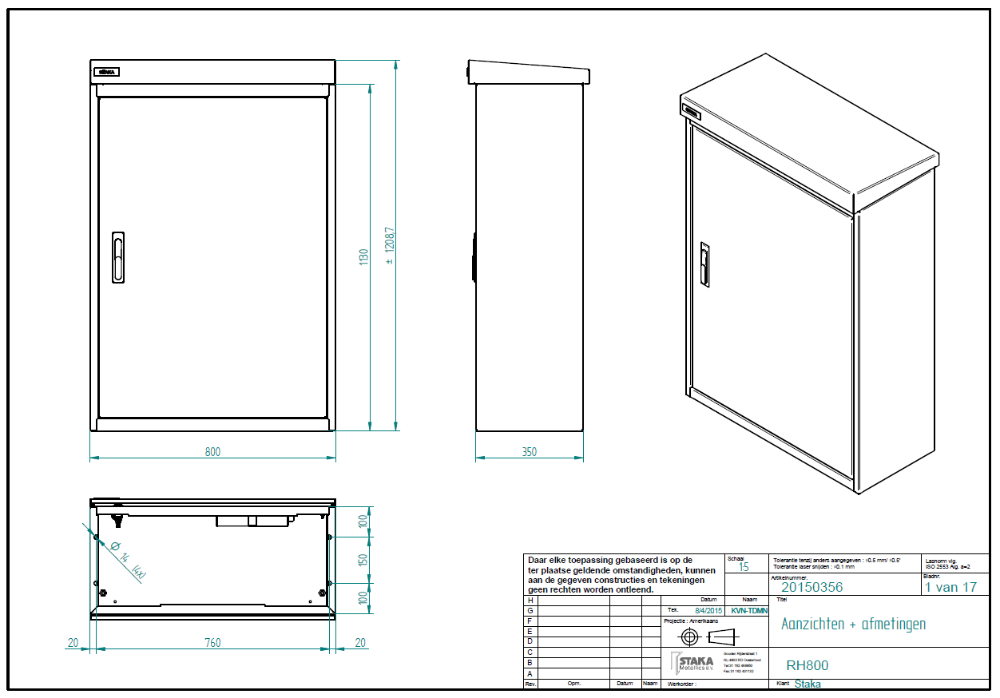 STAKA
1130
± 1208,7
800
350
Ø 14 (4x)
100
150
100
20
760
20
Daar elke toepassing gebaseerd is op de
ter plaatse geldende omstandigheden, kunnen
aan de gegeven constructies en tekeningen
geen rechten worden ontleend.
Schaal
1:5
Tolerantie tenzij anders aangegeven : ±0.5 mm/ ±0.5°
Tolerantie laser snijden : ±0.1 mm
Lasnorm vlg.
ISO 2553 Alg. a=2
Artikelnummer.
20150356
Bladnr.
1 van 17
H
Datum
Naam
Titel
G
Tek.
8/4/2015
KVN-TDMN
F
Projectie : Amerikaans
E
D
Aanzichten + afmetingen
C
B
A
STAKA
Metallics b.v.
RH800
Rev.
Opm.
Datum
Naam
Werkorder :
Klant
Staka